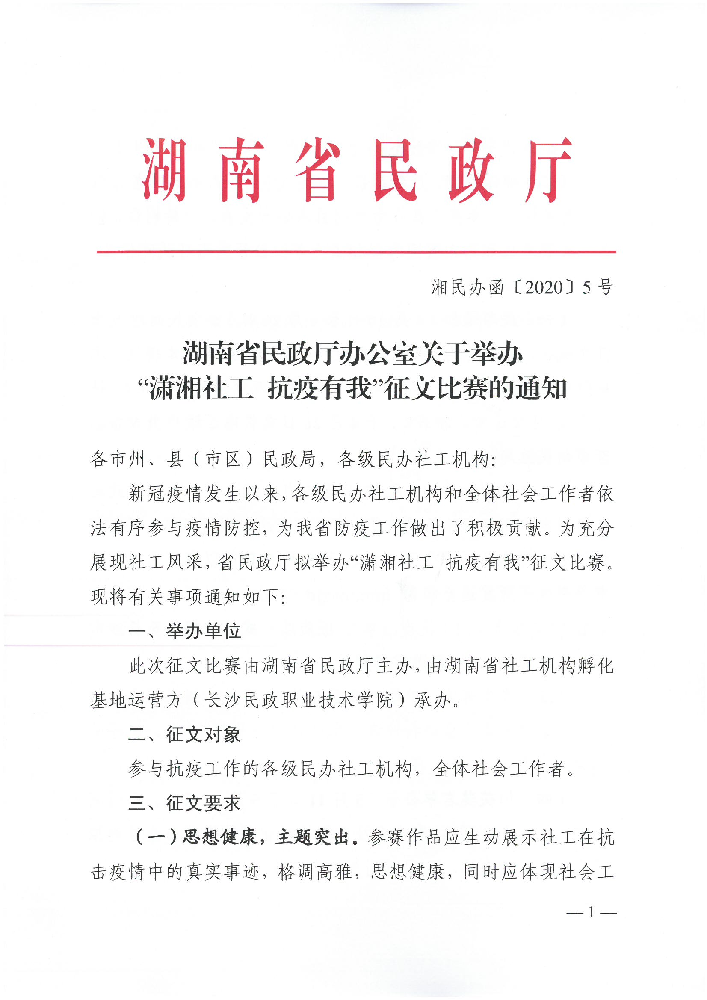 湖南省民政厅
湘民办函〔2020〕5号
湖南省民政厅办公室关于举办
“潇湘社工 抗疫有我”征文比赛的通知
各市州、县（市区）民政局，各级民办社工机构：
新冠疫情发生以来，各级民办社工机构和全体社会工作者依
法有序参与疫情防控，为我省防疫工作做出了积极贡献。为充分
展现社工风采，省民政厅拟举办“潇湘社工 抗疫有我”征文比赛。
现将有关事项通知如下：
一、举办单位
此次征文比赛由湖南省民政厅主办，由湖南省社工机构孵化
基地运营方（长沙民政职业技术学院）承办。
二、征文对象
参与抗疫工作的各级民办社工机构，全体社会工作者。
三、征文要求
（一）思想健康，主题突出。参赛作品应生动展示社工在抗
击疫情中的真实事迹，格调高雅，思想健康，同时应体现社会工
— 1 —